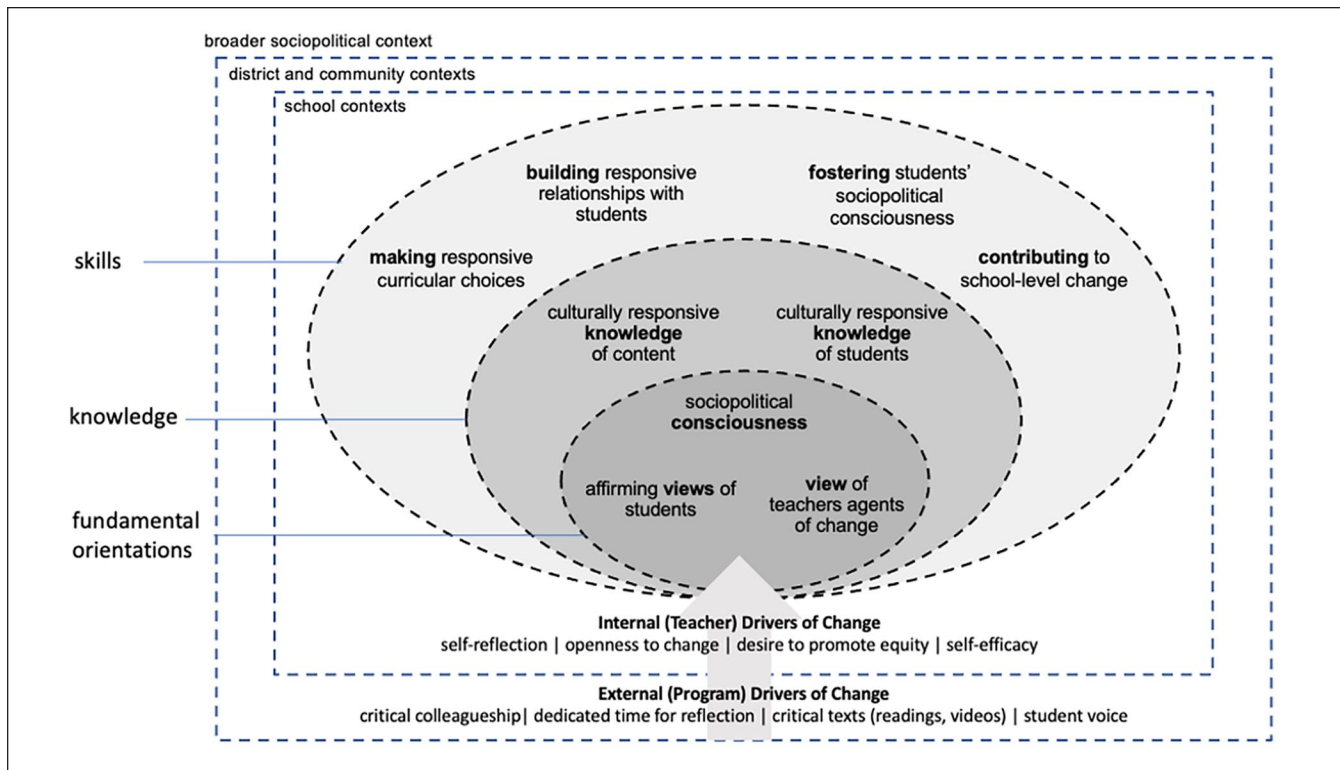 broader sociopolitical context
district and community contexts
school contexts
building responsive
relationships with
students
fostering students’
sociopolitical
consciousness
skills
making responsive
curricular choices
contributing to
school-level change
culturally responsive
knowledge
of content
culturally responsive
knowledge
of students
knowledge
sociopolitical
consciousness
affirming views of
students
view of
teachers agents
of change
fundamental
orientations
Internal (Teacher) Drivers of Change
self-reflection | openness to change | desire to promote equity | self-efficacy
External (Program) Drivers of Change
critical colleagueship| dedicated time for reflection | critical texts (readings, videos) | student voice